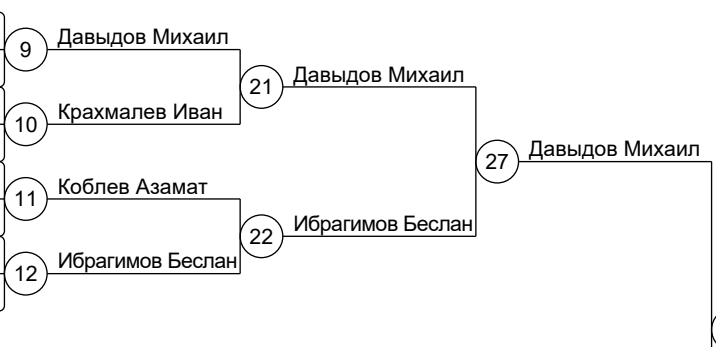 9
Давыдов Михаил
10
Крахмалев Иван
11
Коблев Азамат
12
Ибрагимов Беслан
21
Давыдов Михаил
22
Ибрагимов Беслан
27
Давыдов Михаил